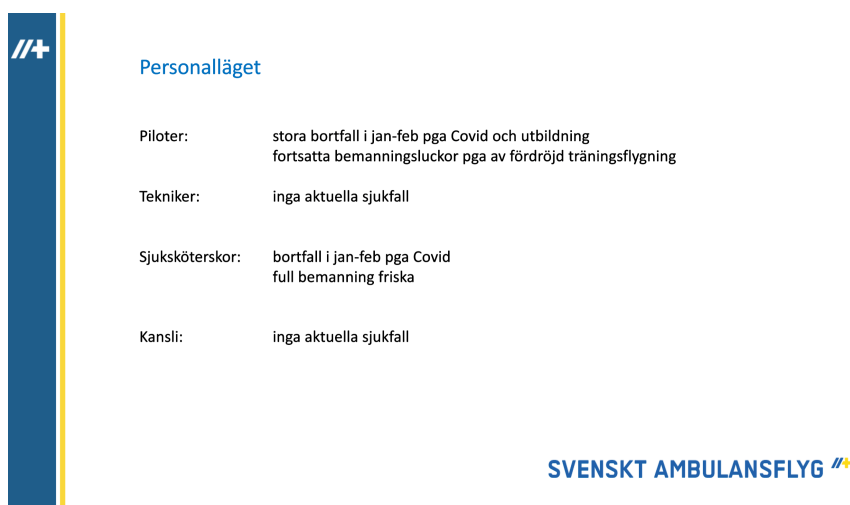 Personalläget
Piloter: stora bortfall i jan-feb pga Covid och utbildning
fortsatta bemanningsluckor pga av fördröjd träningsflygning
Tekniker: inga aktuella sjukfall
Sjuksköterskor: bortfall i jan-feb pga Covid
full bemanning friska
Kansli: inga aktuella sjukfall
SVENSKT AMBULANSFLYG